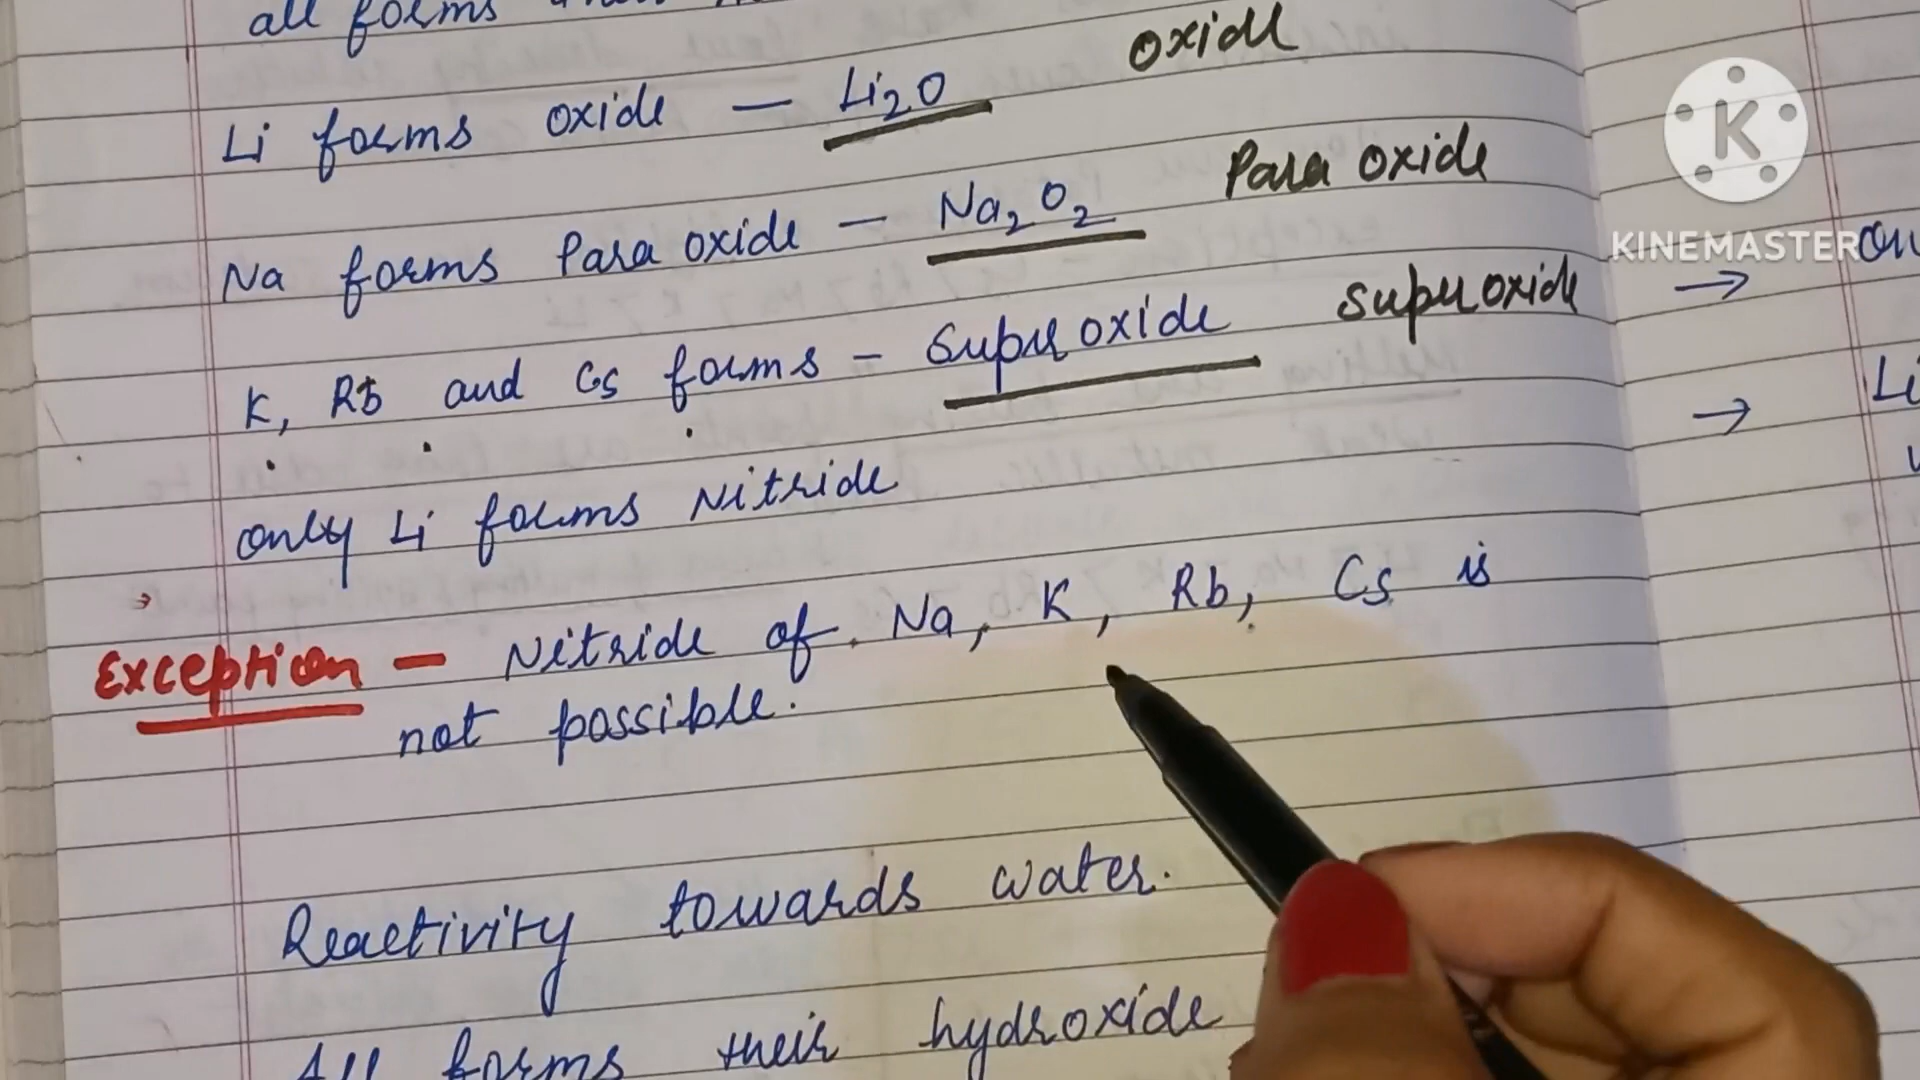 all forms
oxide
Li forms oxide — Li2O
Para oxide
Na forms Para oxide — Na2O2
Superoxide
K, Rb and Cs forms - Superoxide
only Li forms Nitride
Exception - Nitride of Na, K, Rb, Cs is
not possible.
Reactivity towards water.
All forms their hydroxide
K
KINEMASTER
→
→ Li